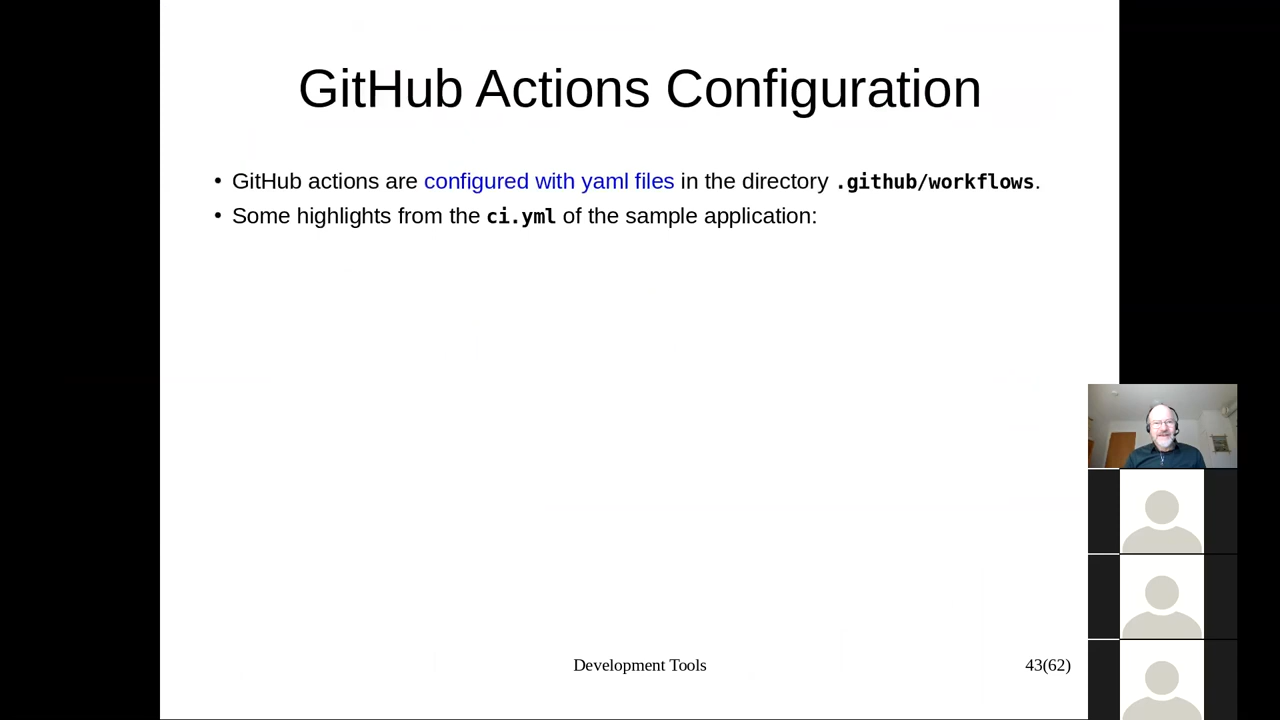 GitHub Actions Configuration
• GitHub actions are configured with yaml files in the directory .github/workflows.
• Some highlights from the ci.yml of the sample application:
Development Tools
43(62)